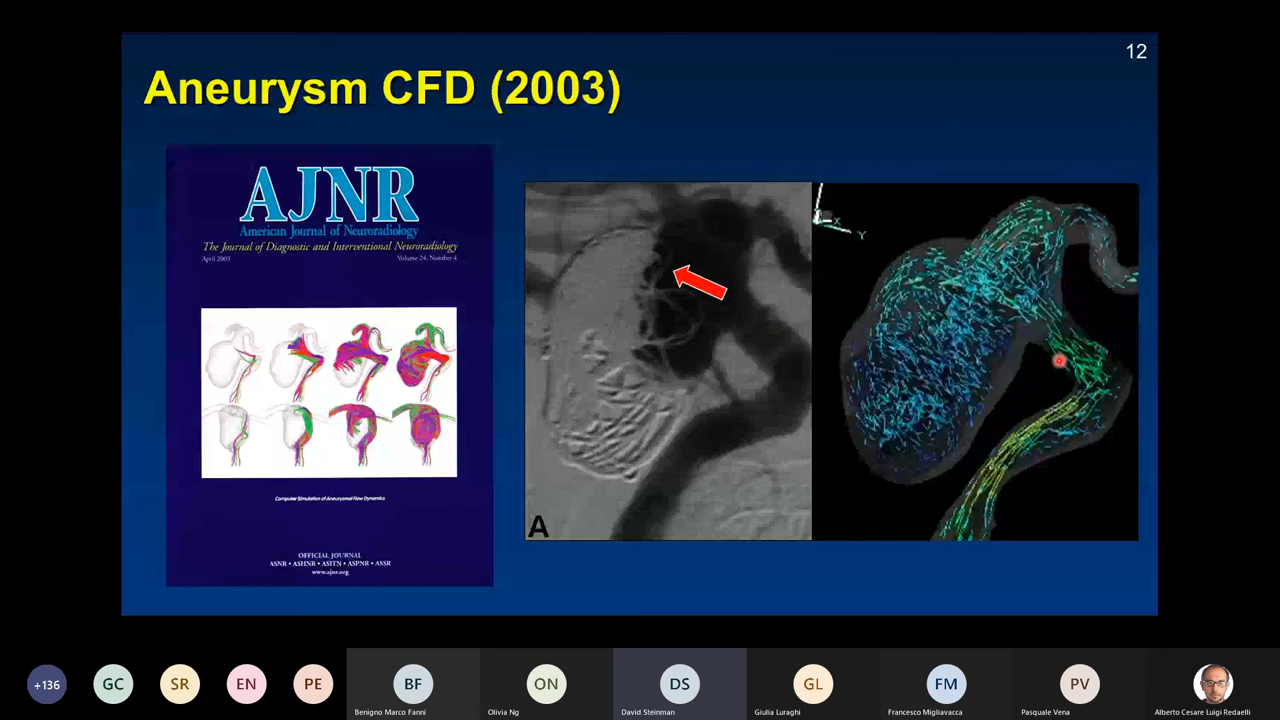 12
Aneurysm CFD (2003)
AJNR
American Journal of Neuroradiology
The Journal of Diagnostic and Interventional Neuroradiology
April 2003
Volume 24, Number 4
Computer Simulation of Aneurysmal Flow Dynamics
OFFICIAL JOURNAL
ASNR • ASHNR • ASITN • ASPNR • ASSR
www.ajnr.org
A
X
Y
+136
GC
SR
EN
PE
BF
ON
DS
GL
FM
PV
Benigno Marco Fanni
Olivia Ng
David Steinman
Giulia Luraghi
Francesco Migliavacca
Pasquale Vena
Alberto Cesare Luigi Redaelli